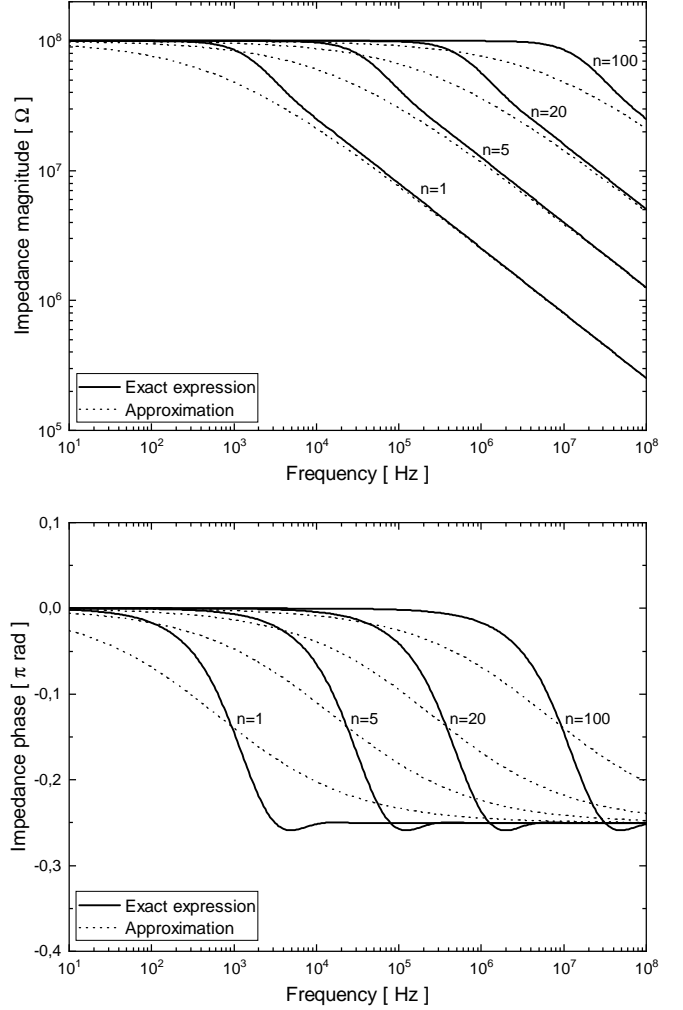 Impedance magnitude [ Ω ]
10^8
10^7
10^6
10^5
n=100
n=20
n=5
n=1
Exact expression
Approximation
10^1 10^2 10^3 10^4 10^5 10^6 10^7 10^8
Frequency [ Hz ]
Impedance phase [ π rad ]
0,1
0,0
-0,1
-0,2
-0,3
-0,4
n=1 n=5 n=20 n=100
Exact expression
Approximation
10^1 10^2 10^3 10^4 10^5 10^6 10^7 10^8
Frequency [ Hz ]